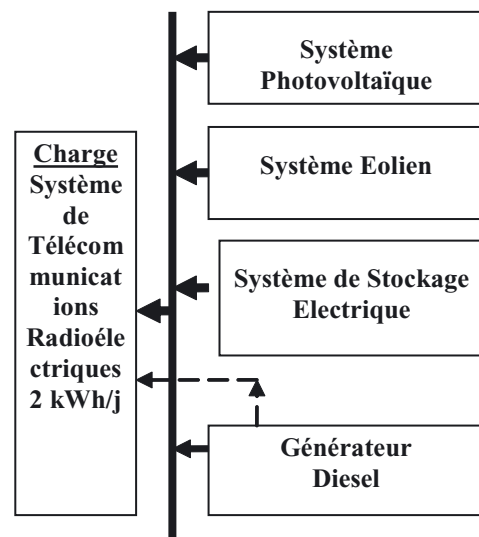 Système
Photovoltaïque
Système Eolien
Système de Stockage
Electrique
Générateur
Diesel
Charge
Système
de
Télécom
municat
ions
Radioéle
ctriques
2 kWh/j